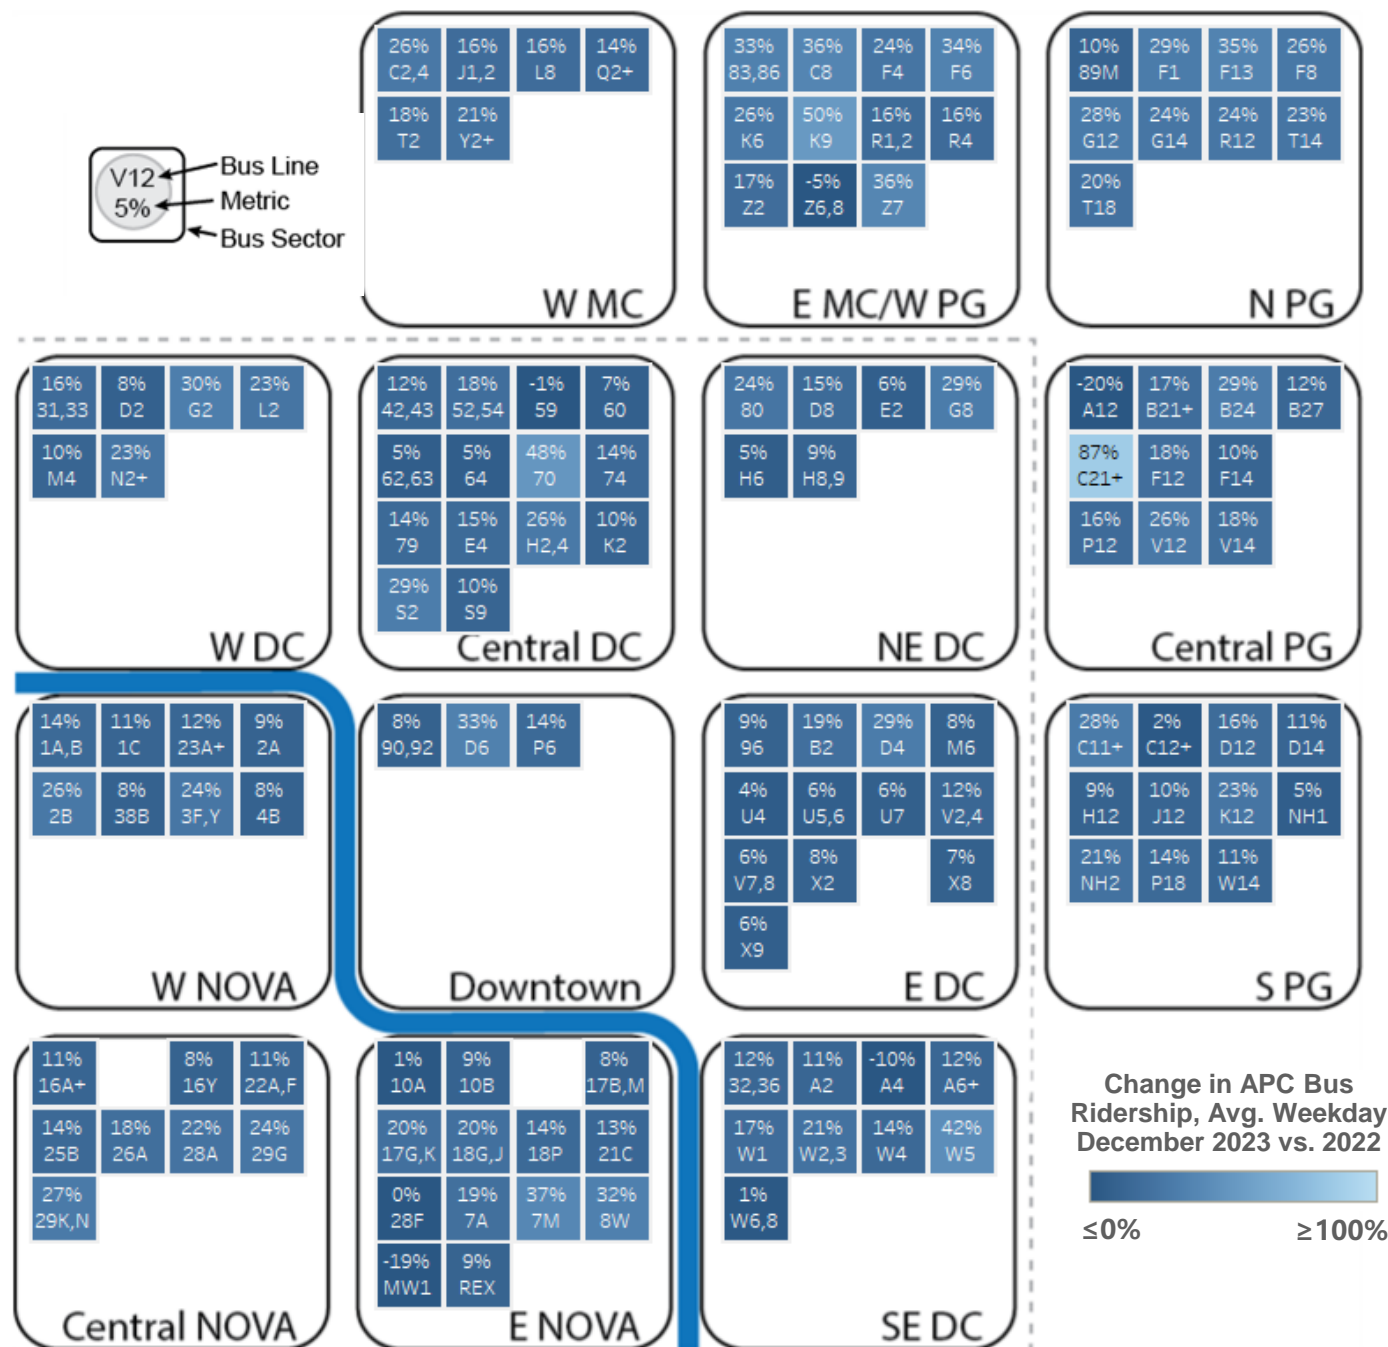 V12
5%
Bus Line
Metric
Bus Sector
26% 16% 16% 14%
C2,4 J1,2 L8 Q2+
18% 21%
T2 Y2+
W MC
33% 36% 24% 34%
83,86 C8 F4 F6
26% 50% 16% 16%
K6 K9 R1,2 R4
17% -5% 36%
Z2 Z6,8 Z7
E MC/W PG
10% 29% 35% 26%
89M F1 F13 F8
28% 24% 24% 23%
G12 G14 R12 T14
20%
T18
N PG
16% 8% 30% 23%
31,33 D2 G2 L2
10% 23%
M4 N2+
W DC
12% 18% -1% 7%
42,43 52,54 59 60
5% 5% 48% 14%
62,63 64 70 74
14% 15% 26% 10%
79 E4 H2,4 K2
29% 10%
S2 S9
Central DC
24% 15% 6% 29%
80 D8 E2 G8
5% 9%
H6 H8,9
NE DC
-20% 17% 29% 12%
A12 B21+ B24 B27
87% 18% 10%
C21+ F12 F14
16% 26% 18%
P12 V12 V14
Central PG
14% 11% 12% 9%
1A,B 1C 23A+ 2A
26% 8% 24% 8%
2B 38B 3F,Y 4B
W NOVA
8% 33% 14%
90,92 D6 P6
Downtown
9% 19% 29% 8%
96 B2 D4 M6
4% 6% 6% 12%
U4 U5,6 U7 V2,4
6% 8% 7%
V7,8 X2 X8
6%
X9
E DC
28% 2% 16% 11%
C11+ C12+ D12 D14
9% 10% 23% 5%
H12 J12 K12 NH1
21% 14% 11%
NH2 P18 W14
S PG
11% 8% 11%
16A+ 16Y 22A,F
14% 18% 22% 24%
25B 26A 28A 29G
27%
29K,N
Central NOVA
1% 9% 8%
10A 10B 17B,M
20% 20% 14% 13%
17G,K 18G,J 18P 21C
0% 19% 37% 32%
28F 7A 7M 8W
-19% 9%
MW1 REX
E NOVA
12% 11% -10% 12%
32,36 A2 A4 A6+
17% 21% 14% 42%
W1 W2,3 W4 W5
1%
W6,8
SE DC
Change in APC Bus
Ridership, Avg. Weekday
December 2023 vs. 2022
≤0% ≥100%